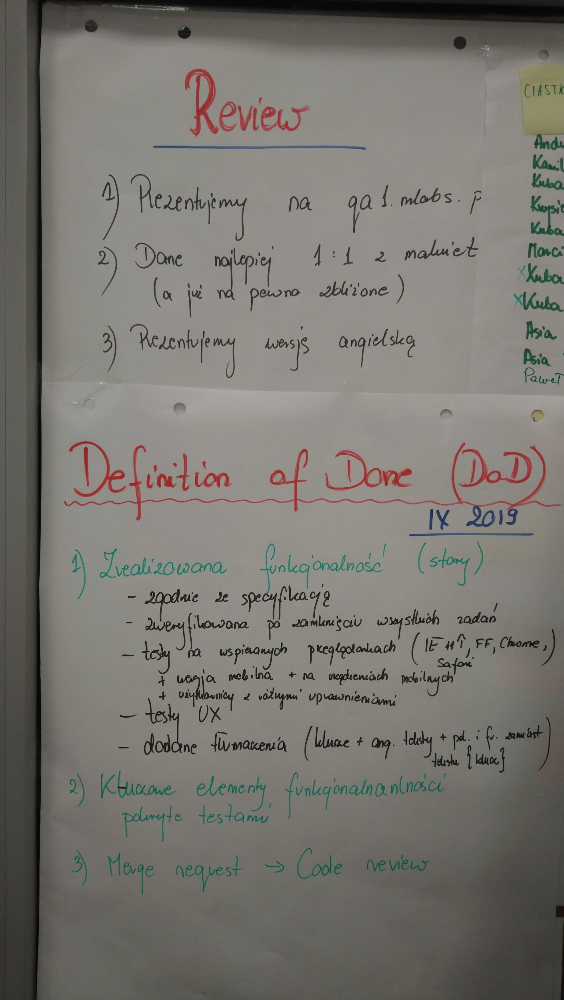 Review
1) Prezentujemy na qa1.mlabs.p
2) Dane najlepiej 1:1 z makiet
(a już na pewno zbliżone)
3) Prezentujemy wersję angielską
CIASTK
Kamil
Kuba
Krysi
Kuba
Marci
X Kuba
X Kuba
Asia
Asia
Paweł
Definition of Done (DoD)
IX 2019
1) Zrealizowana funkcjonalność (story)
- zgodnie ze specyfikacją
- zweryfikowana po zamknięciu wszystkich zadań
- testy na wspieranych przeglądarkach (IE 11↑, FF, Chrome,)
Safari
+ wersja mobilna + na urządzeniach mobilnych
+ użytkownicy z różnymi uprawnieniami
- testy UX
- dodane tłumaczenia (klucze + ang. teksty + pol. i fr. zamiast
tekstu {klucz}
2) Kluczowe elementy funkcjonalnanlności
pokryte testami
3) Merge request → Code review